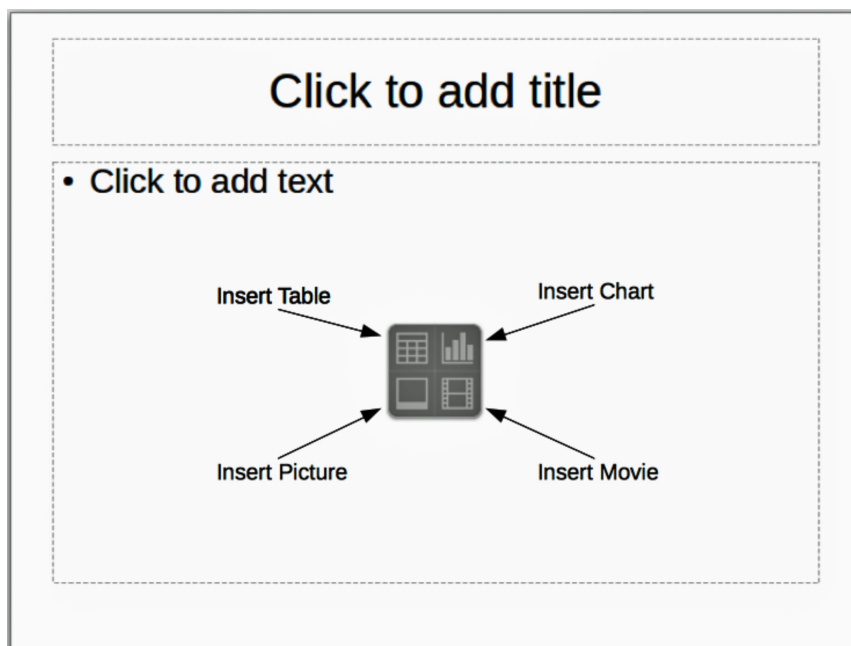 Click to add title
• Click to add text
Insert Table
Insert Chart
Insert Picture
Insert Movie